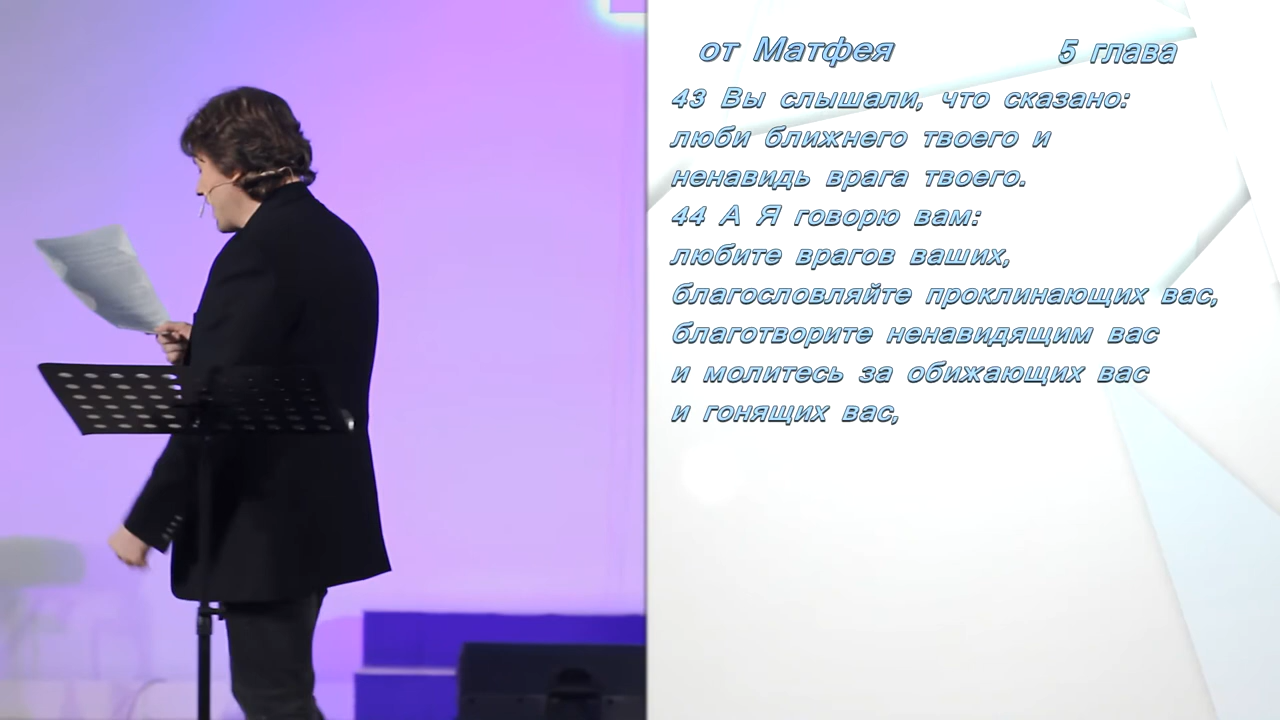 от Матфея 5 глава
43 Вы слышали, что сказано:
люби ближнего твоего и
ненавидь врага твоего.
44 А Я говорю вам:
любите врагов ваших,
благословляйте проклинающих вас,
благотворите ненавидящим вас
и молитесь за обижающих вас
и гонящих вас,